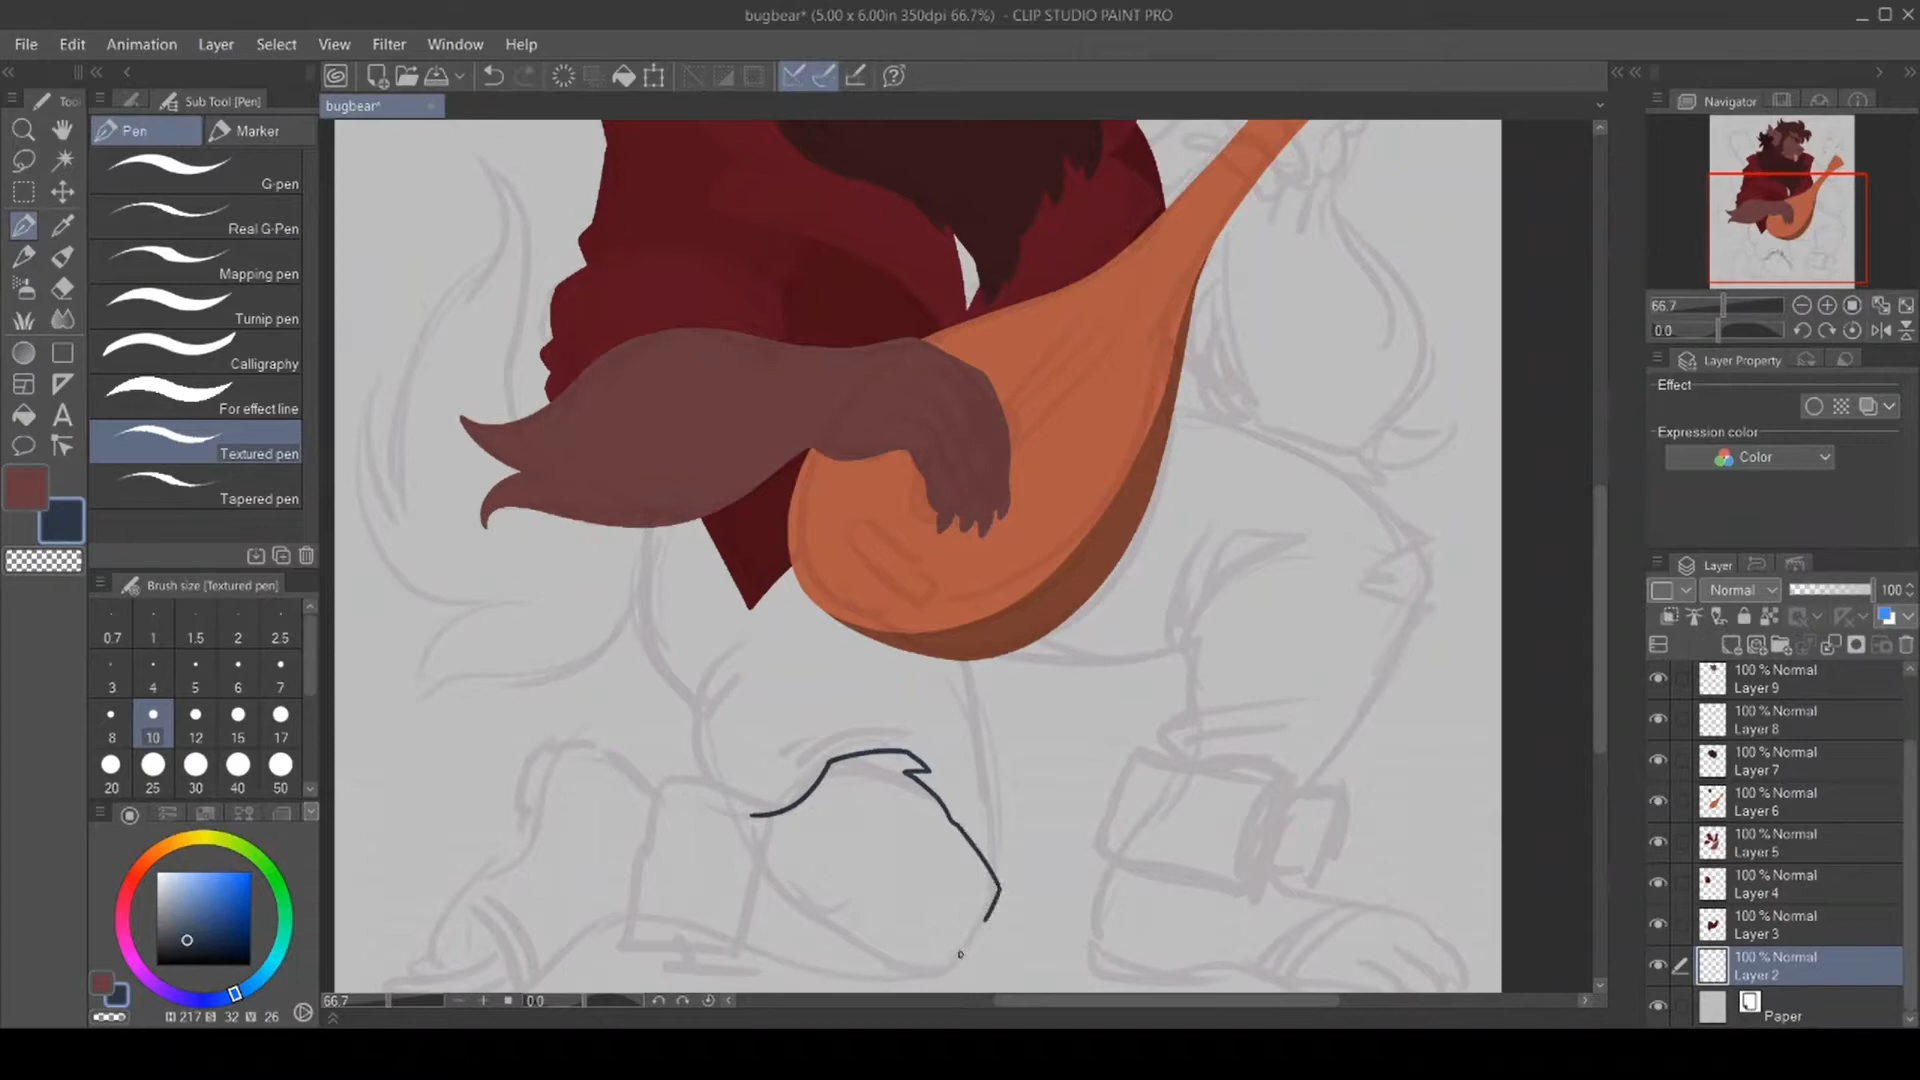 bugbear* (5.00 x 6.00in 350dpi 66.7%) - CLIP STUDIO PAINT PRO
File Edit Animation Layer Select View Filter Window Help
Too Sub Tool [Pen] bugbear* Navigator
Pen Marker
G-pen
Real G-Pen
Mapping pen
Turnip pen
Calligraphy
For effect line
Textured pen
Tapered pen
Brush size [Textured pen]
0.7 1 1.5 2 2.5
3 4 5 6 7
8 10 12 15 17
20 25 30 40 50
H 217 S 32 V 26
66.7 0.0
66.7
0.0
Layer Property
Effect
Expression color
Color
Layer
Normal 100
100 % Normal
Layer 9
100 % Normal
Layer 8
100 % Normal
Layer 7
100 % Normal
Layer 6
100 % Normal
Layer 5
100 % Normal
Layer 4
100 % Normal
Layer 3
100 % Normal
Layer 2
Paper